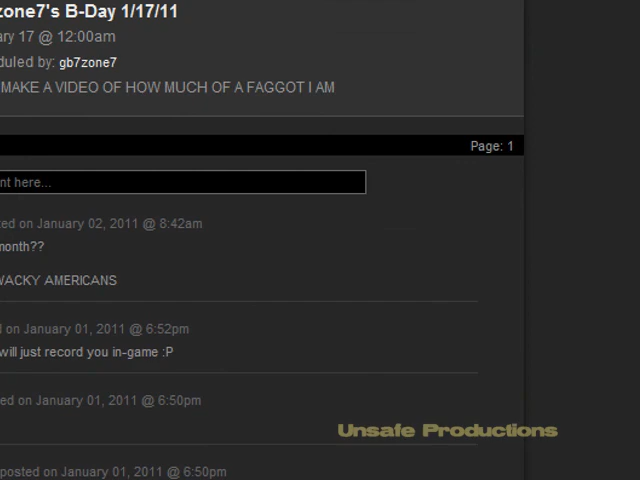 zone7's B-Day 1/17/11
ary 17 @ 12:00am
duled by: gb7zone7
MAKE A VIDEO OF HOW MUCH OF A FAGGOT I AM
Page: 1
nt here...
ted on January 02, 2011 @ 8:42am
month??
WACKY AMERICANS
d on January 01, 2011 @ 6:52pm
will just record you in-game :P
ed on January 01, 2011 @ 6:50pm
Unsafe Productions
posted on January 01, 2011 @ 6:50pm